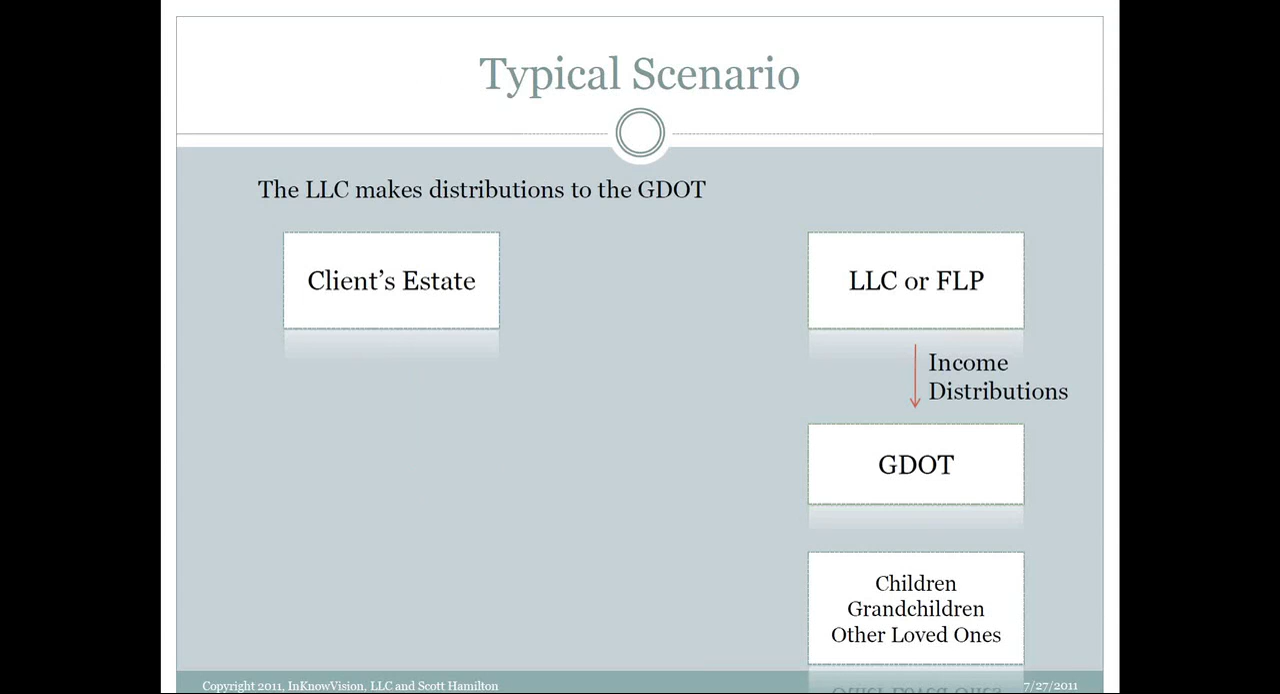 Typical Scenario
The LLC makes distributions to the GDOT
Client’s Estate
LLC or FLP
Income
Distributions
GDOT
Children
Grandchildren
Other Loved Ones
Copyright 2011, InKnowVision, LLC and Scott Hamilton
7/27/2011